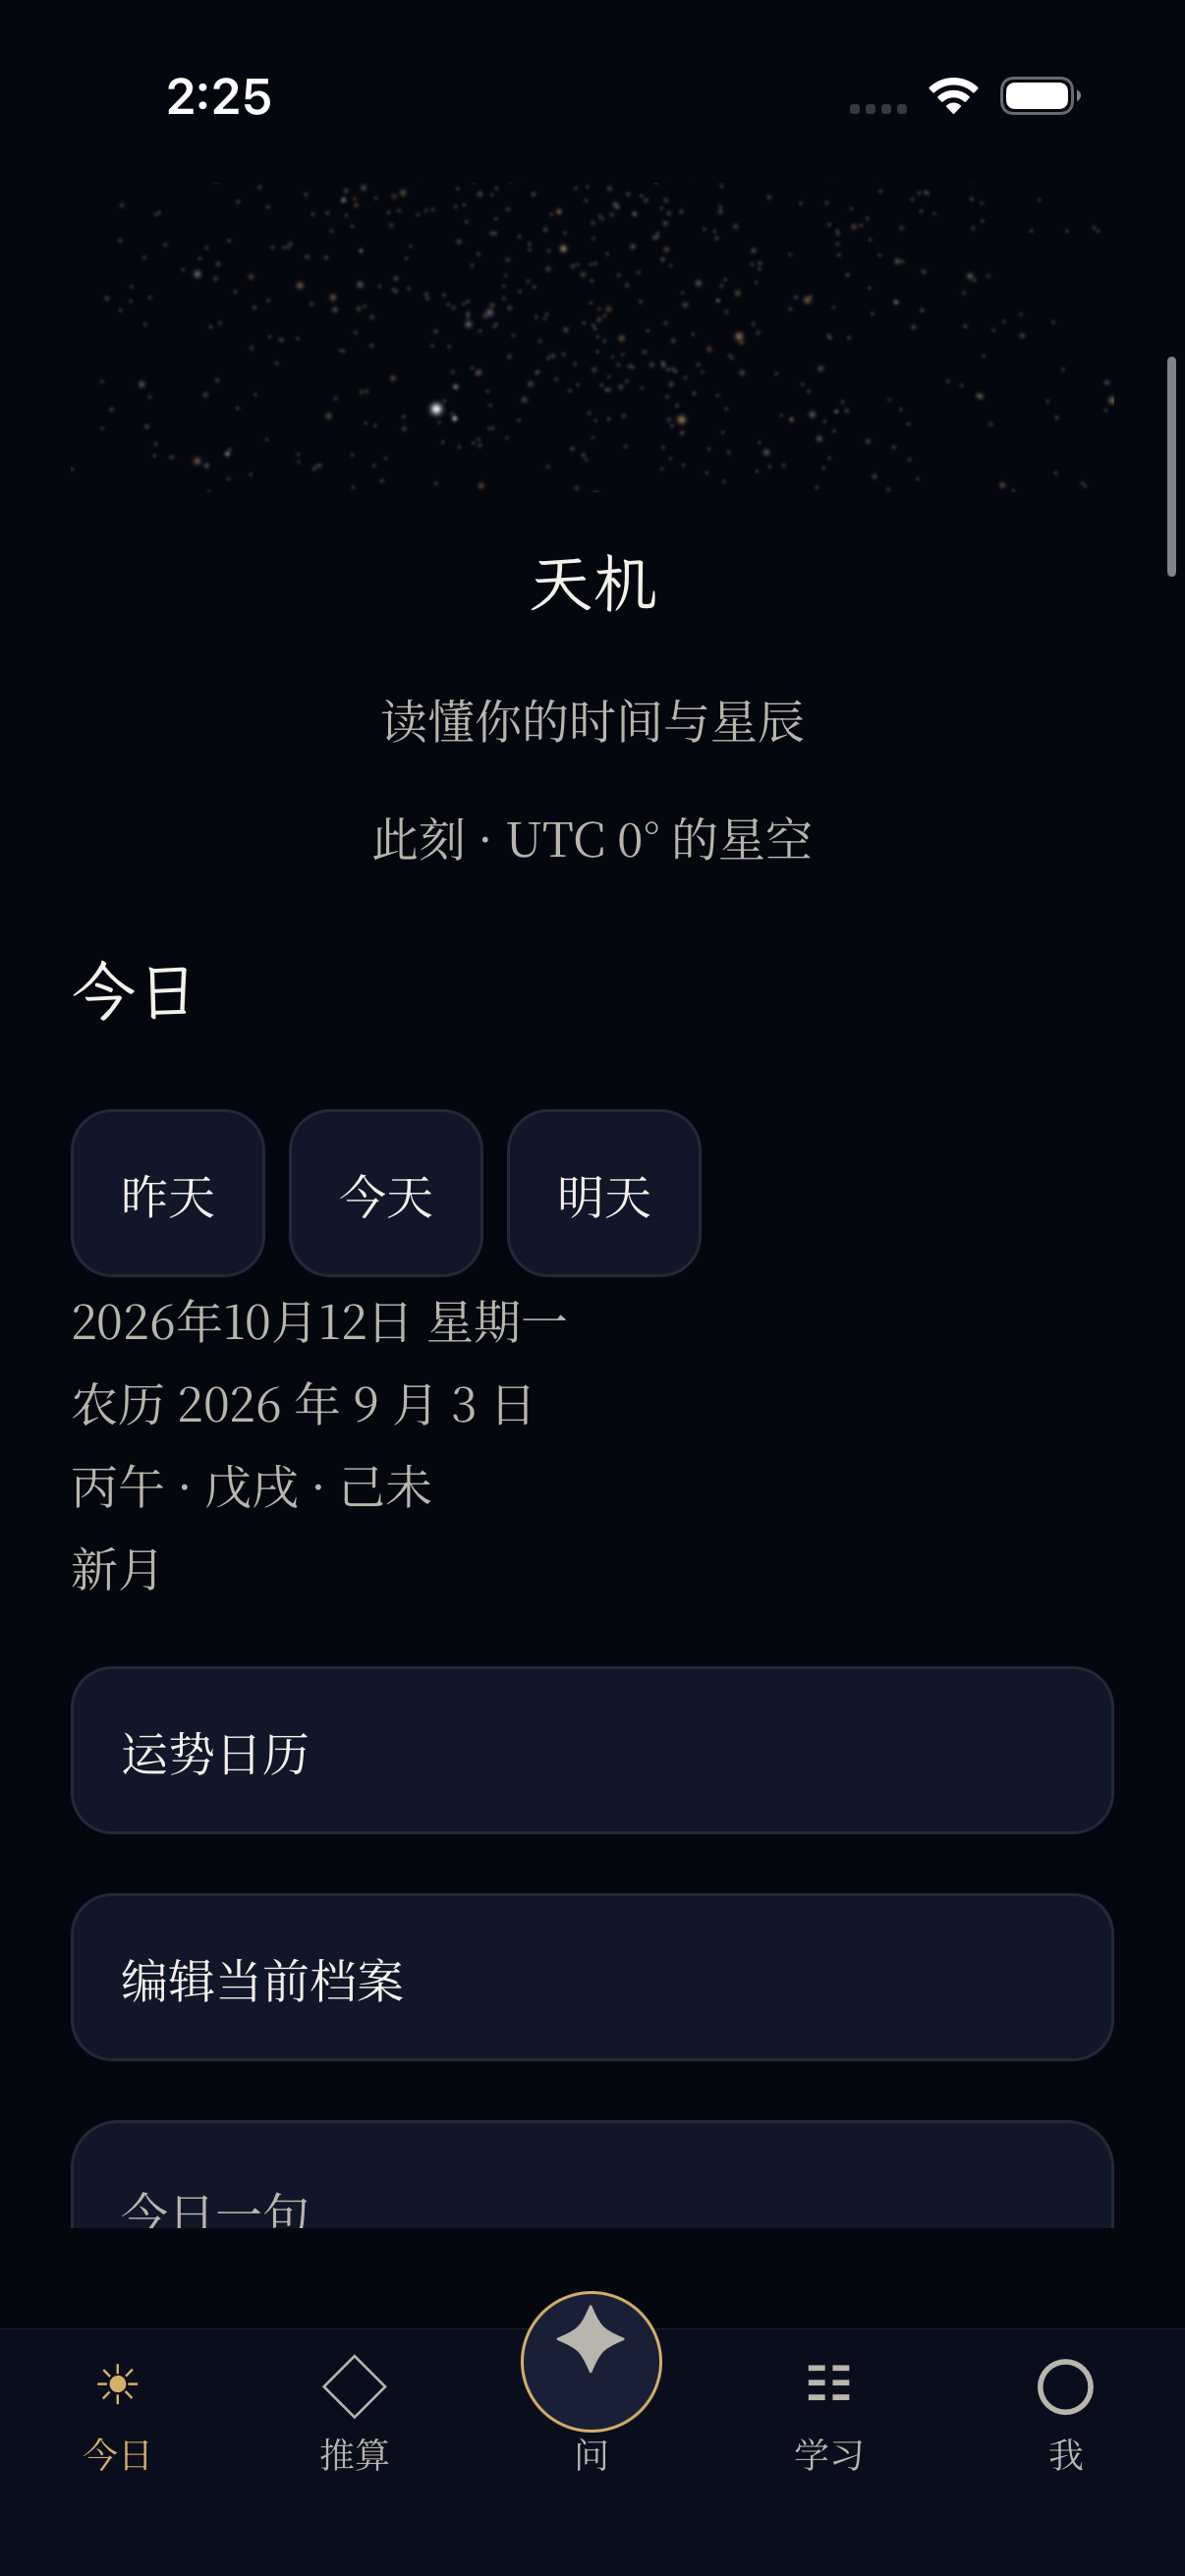 2:25
天机
读懂你的时间与星辰
此刻 · UTC 0° 的星空
今日
昨天 今天 明天
2026年10月12日 星期一
农历 2026 年 9 月 3 日
丙午 · 戊戌 · 己未
新月
运势日历
编辑当前档案
今日一句
今日 推算 问 学习 我